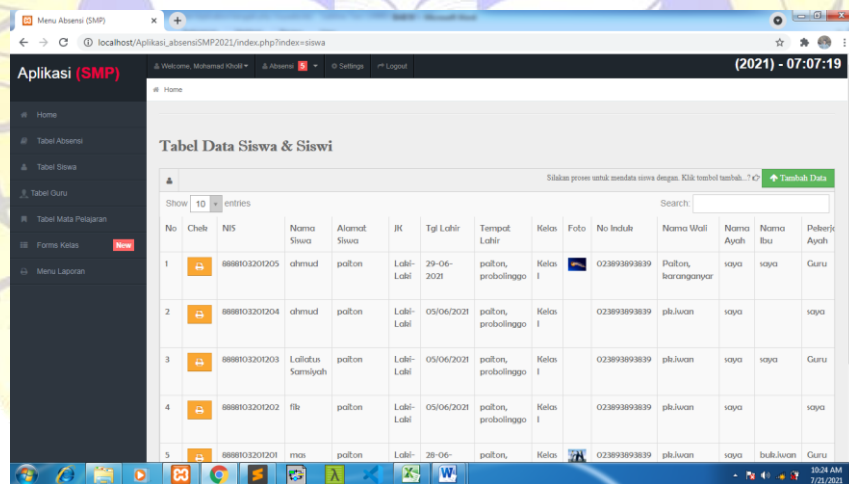 Menu Absensi (SMP)
localhost/Aplikasi_absensiSMP2021/index.php?index=siswa
Aplikasi (SMP)
Welcome, Mohamad Kholil
Absensi 5
Settings
Logout
(2021) - 07:07:19
Home
Home
Tabel Absensi
Tabel Siswa
Tabel Guru
Tabel Mata Pelajaran
Forms Kelas New
Menu Laporan
Tabel Data Siswa & Siswi
Silakan proses untuk mendata siswa dengan. Klik tombol tambah...?
Tambah Data
Show 10 entries
Search:
No Chek NIS Nama Siswa Alamat Siswa JK Tgl Lahir Tempat Lahir Kelas Foto No Induk Nama Wali Nama Ayah Nama Ibu Pekerja Ayah
1 8888103201205 ahmud paiton Laki-Laki 29-06-2021 paiton, probolinggo Kelas I 023893893839 Paiton, karanganyar saya saya Guru
2 8888103201204 ahmud paiton Laki-Laki 05/06/2021 paiton, probolinggo Kelas I 023893893839 pk.iwan saya saya
3 8888103201203 Lailatus Samsiyah paiton Laki-Laki 05/06/2021 paiton, probolinggo Kelas I 023893893839 pk.iwan saya saya Guru
4 8888103201202 fik paiton Laki-Laki 05/06/2021 paiton, probolinggo Kelas I 023893893839 pk.iwan saya saya
5 8888103201201 mas paiton Laki- 28-06- paiton, Kelas 023893893839 pk.iwan saya buk.iwan Guru
10:24 AM
7/21/2021